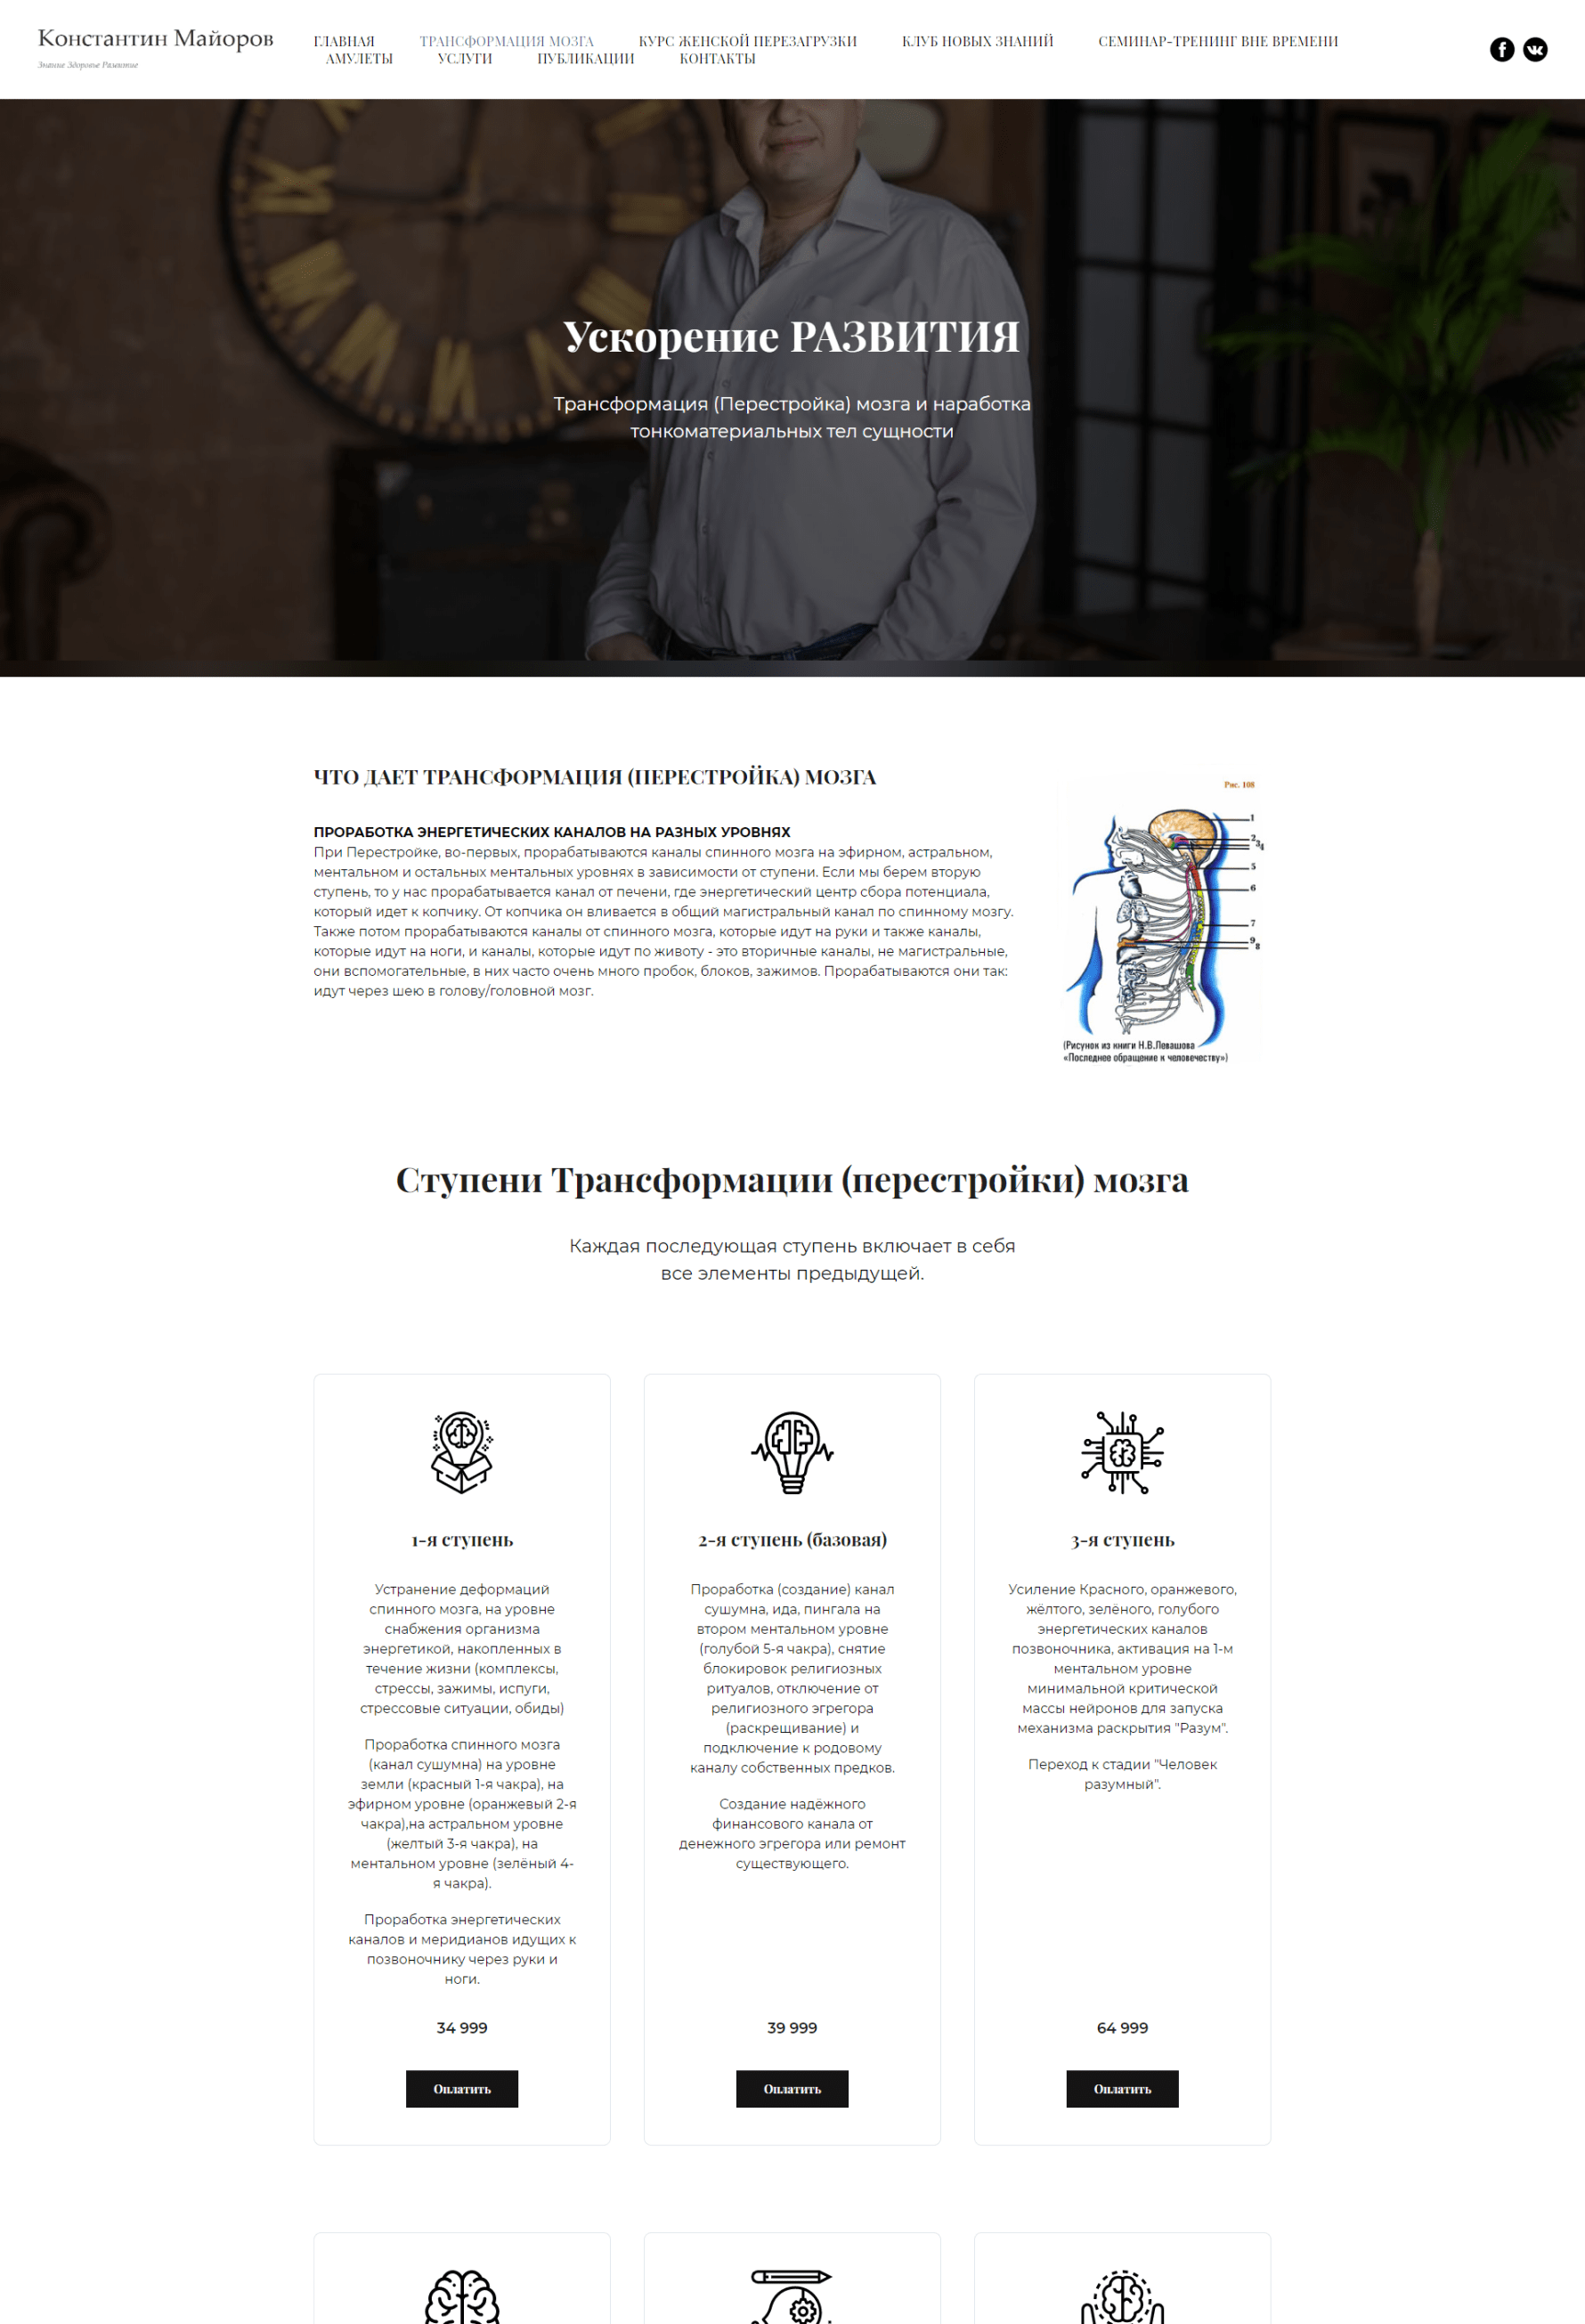 Константин Майоров
Знание Здоровье Развитие
ГЛАВНАЯ ТРАНСФОРМАЦИЯ МОЗГА КУРС ЖЕНСКОЙ ПЕРЕЗАГРУЗКИ КЛУБ НОВЫХ ЗНАНИЙ СЕМИНАР-ТРЕНИНГ ВНЕ ВРЕМЕНИ
АМУЛЕТЫ УСЛУГИ ПУБЛИКАЦИИ КОНТАКТЫ
Ускорение РАЗВИТИЯ
Трансформация (Перестройка) мозга и наработка
тонкоматериальных тел сущности
ЧТО ДАЕТ ТРАНСФОРМАЦИЯ (ПЕРЕСТРОЙКА) МОЗГА
ПРОРАБОТКА ЭНЕРГЕТИЧЕСКИХ КАНАЛОВ НА РАЗНЫХ УРОВНЯХ
При Перестройке, во-первых, прорабатываются каналы спинного мозга на эфирном, астральном,
ментальном и остальных ментальных уровнях в зависимости от ступени. Если мы берем вторую
ступень, то у нас прорабатывается канал от печени, где энергетический центр сбора потенциала,
который идет к копчику. От копчика он вливается в общий магистральный канал по спинному мозгу.
Также потом прорабатываются каналы от спинного мозга, которые идут на руки и также каналы,
которые идут на ноги, и каналы, которые идут по животу - это вторичные каналы, не магистральные,
они вспомогательные, в них часто очень много пробок, блоков, зажимов. Прорабатываются они так:
идут через шею в голову/головной мозг.
Рис. 108
1
2
3
4
5
6
7
9
8
(Рисунок из книги Н.В.Левашова
«Последнее обращение к человечеству»)
Ступени Трансформации (перестройки) мозга
Каждая последующая ступень включает в себя
все элементы предыдущей.
1-я ступень
Устранение деформаций
спинного мозга, на уровне
снабжения организма
энергетикой, накопленных в
течение жизни (комплексы,
стрессы, зажимы, испуги,
стрессовые ситуации, обиды)
Проработка спинного мозга
(канал сушумна) на уровне
земли (красный 1-я чакра), на
эфирном уровне (оранжевый 2-я
чакра),на астральном уровне
(желтый 3-я чакра), на
ментальном уровне (зелёный 4-
я чакра).
Проработка энергетических
каналов и меридианов идущих к
позвоночнику через руки и
ноги.
34 999
Оплатить
2-я ступень (базовая)
Проработка (создание) канал
сушумна, ида, пингала на
втором ментальном уровне
(голубой 5-я чакра), снятие
блокировок религиозных
ритуалов, отключение от
религиозного эгрегора
(раскрещивание) и
подключение к родовому
каналу собственных предков.
Создание надёжного
финансового канала от
денежного эгрегора или ремонт
существующего.
39 999
Оплатить
3-я ступень
Усиление Красного, оранжевого,
жёлтого, зелёного, голубого
энергетических каналов
позвоночника, активация на 1-м
ментальном уровне
минимальной критической
массы нейронов для запуска
механизма раскрытия "Разум".
Переход к стадии "Человек
разумный".
64 999
Оплатить